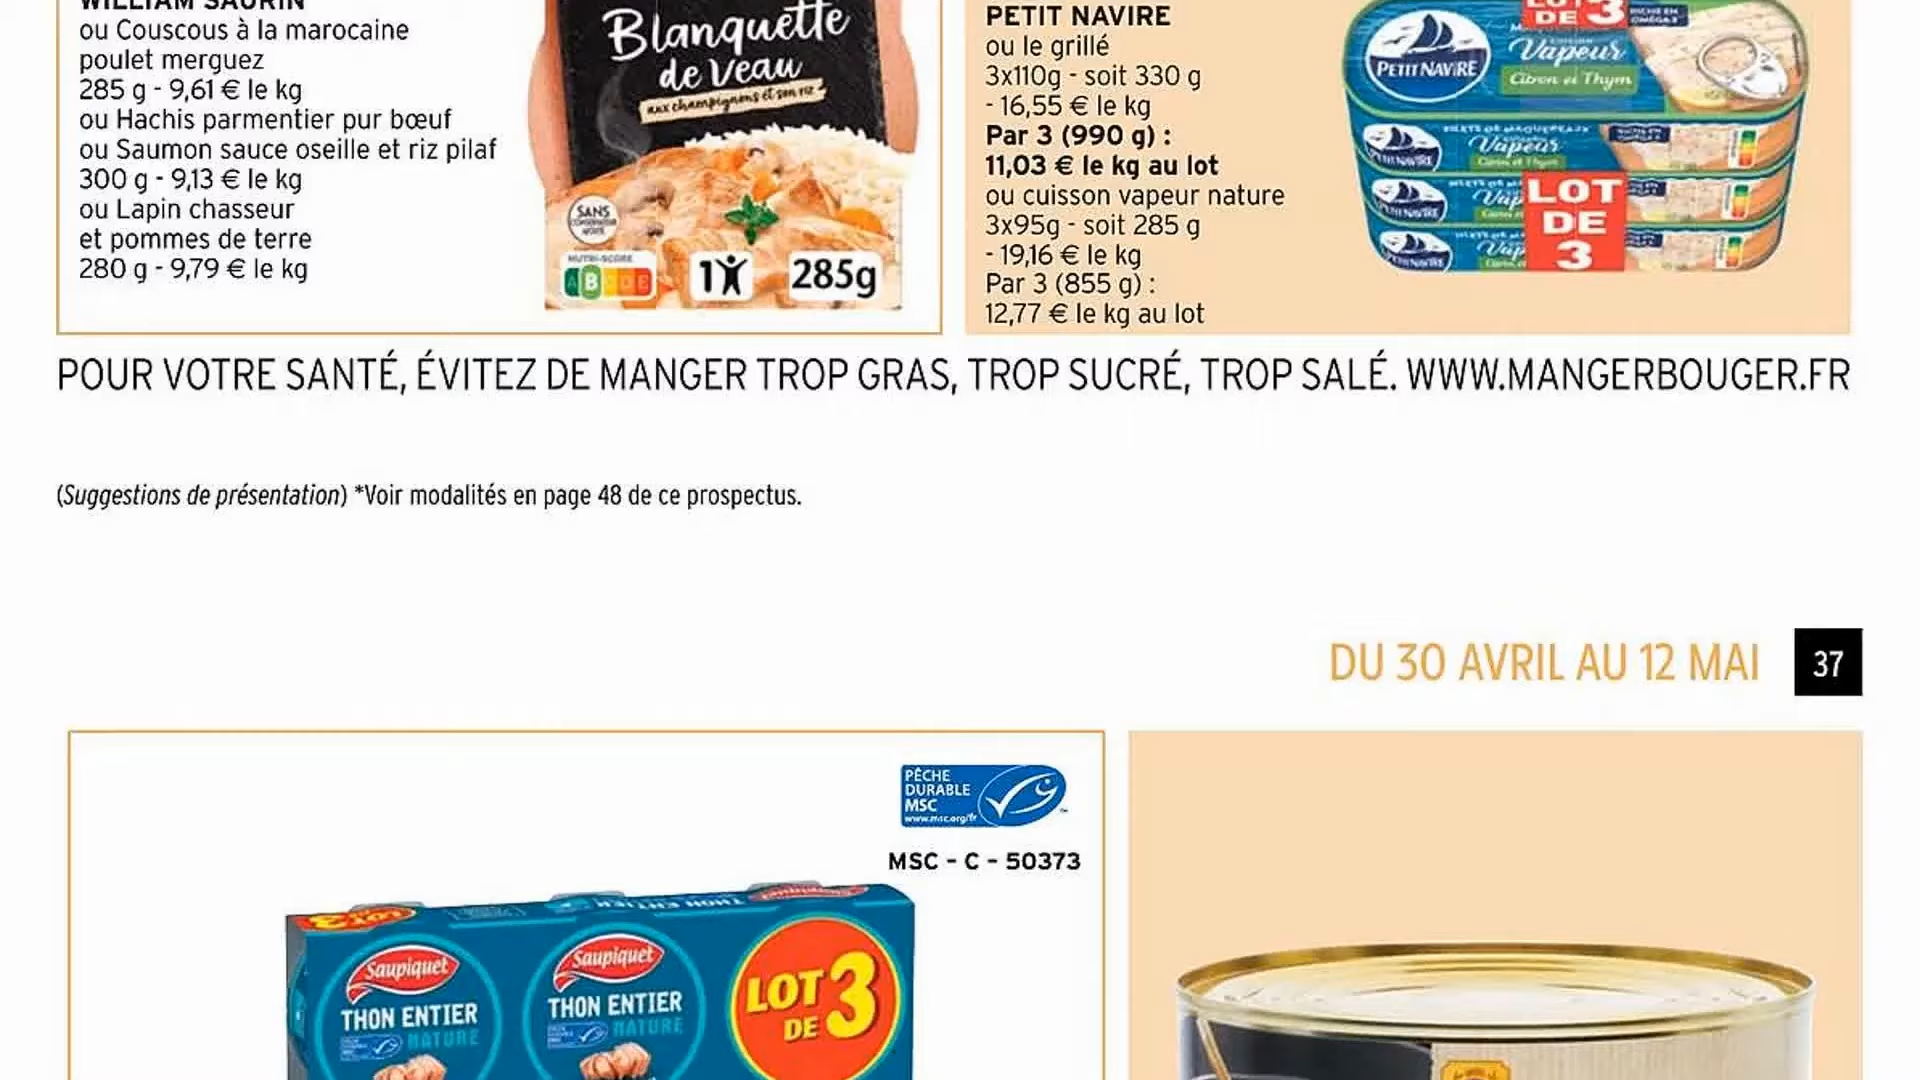 WILLIAM SAURIN
ou Couscous à la marocaine
poulet merguez
285 g - 9,61 € le kg
ou Hachis parmentier pur bœuf
ou Saumon sauce oseille et riz pilaf
300 g - 9,13 € le kg
ou Lapin chasseur
et pommes de terre
280 g - 9,79 € le kg
Blanquette
de Veau
aux champignons et son riz
SANS
CONSERVATEUR
NUTRI-SCORE
A B C D E
1
285g
PETIT NAVIRE
ou le grillé
3x110g - soit 330 g
- 16,55 € le kg
Par 3 (990 g) :
11,03 € le kg au lot
ou cuisson vapeur nature
3x95g - soit 285 g
- 19,16 € le kg
Par 3 (855 g) :
12,77 € le kg au lot
LOT
DE 3
PETIT NAVIRE
Vapeur
Citron et Thym
Vapeur
LOT
DE
3
POUR VOTRE SANTÉ, ÉVITEZ DE MANGER TROP GRAS, TROP SUCRÉ, TROP SALÉ. WWW.MANGERBOUGER.FR
(Suggestions de présentation) *Voir modalités en page 48 de ce prospectus.
DU 30 AVRIL AU 12 MAI 37
PÊCHE
DURABLE
MSC
www.msc.org/fr
MSC - C - 50373
Saupiquet
THON ENTIER
NATURE
Saupiquet
THON ENTIER
NATURE
LOT
DE 3